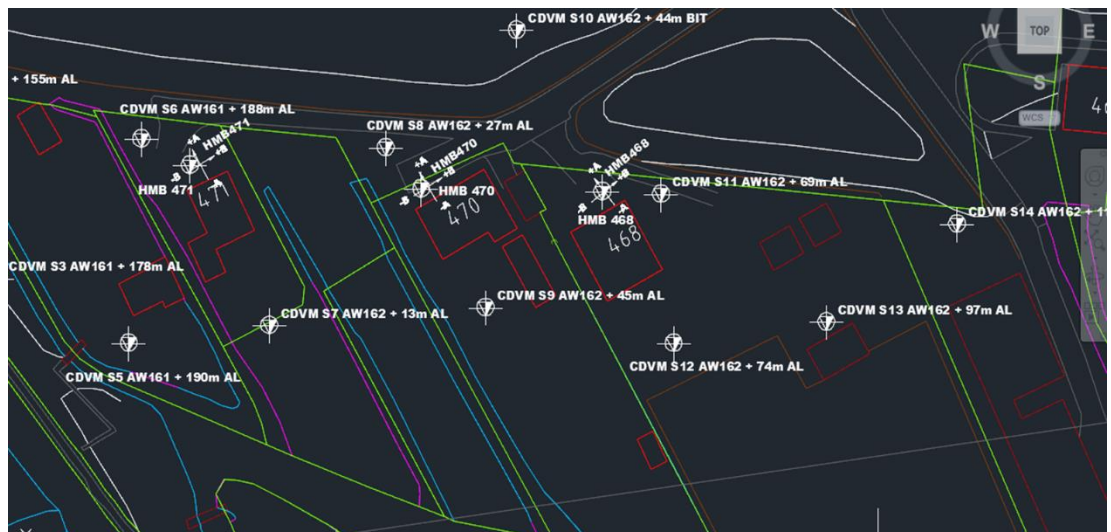 CDVM S10 AW162 + 44m BIT
TOP
W
E
S
WCS
+ 155m AL
CDVM S6 AW161 + 188m AL
CDVM S8 AW162 + 27m AL
+A
HMB471
+B
-B
-A
HMB 471
471
+A
HMB470
+B
-B
-A
HMB 470
470
+A
HMB468
+B
-B
-A
HMB 468
468
CDVM S11 AW162 + 69m AL
CDVM S14 AW162 + 11
CDVM S3 AW161 + 178m AL
CDVM S7 AW162 + 13m AL
CDVM S9 AW162 + 45m AL
CDVM S13 AW162 + 97m AL
CDVM S5 AW161 + 190m AL
CDVM S12 AW162 + 74m AL